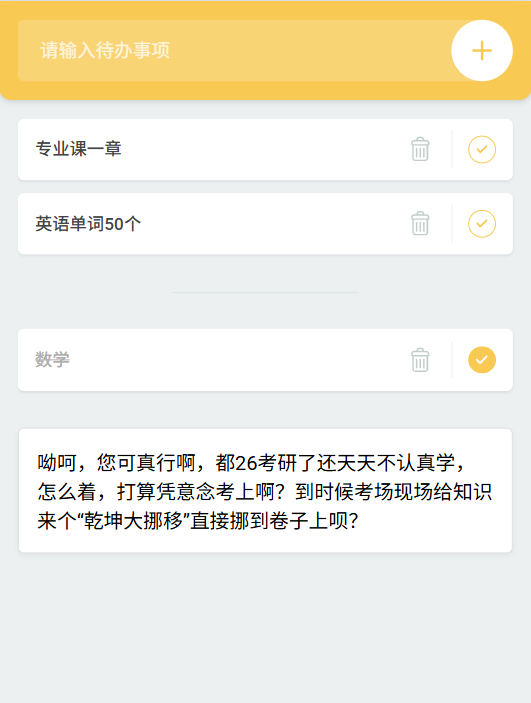 请输入待办事项
专业课一章
英语单词50个
数学
呦呵，您可真行啊，都26考研了还天天不认真学，
怎么着，打算凭意念考上啊？到时候考场现场给知识
来个“乾坤大挪移”直接挪到卷子上呗？